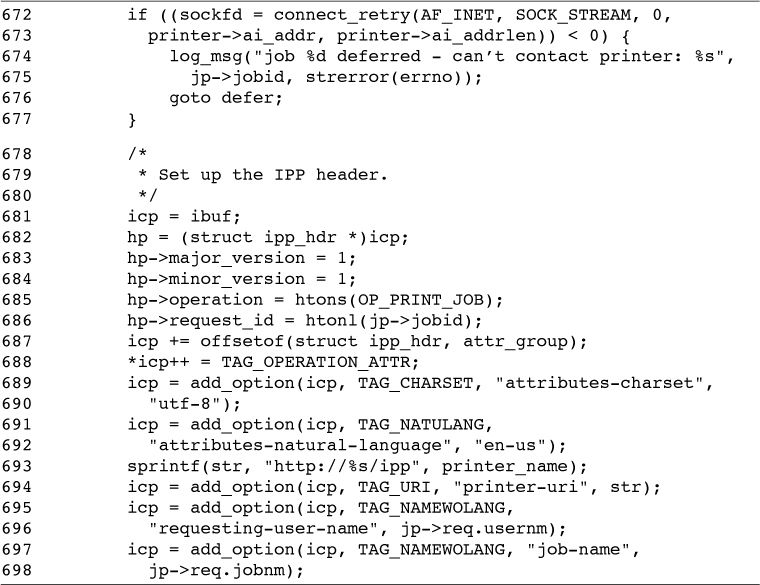 672 if ((sockfd = connect_retry(AF_INET, SOCK_STREAM, 0,
673 printer->ai_addr, printer->ai_addrlen)) < 0) {
674 log_msg("job %d deferred - can't contact printer: %s",
675 jp->jobid, strerror(errno));
676 goto defer;
677 }
678 /*
679 * Set up the IPP header.
680 */
681 icp = ibuf;
682 hp = (struct ipp_hdr *)icp;
683 hp->major_version = 1;
684 hp->minor_version = 1;
685 hp->operation = htons(OP_PRINT_JOB);
686 hp->request_id = htonl(jp->jobid);
687 icp += offsetof(struct ipp_hdr, attr_group);
688 *icp++ = TAG_OPERATION_ATTR;
689 icp = add_option(icp, TAG_CHARSET, "attributes-charset",
690 "utf-8");
691 icp = add_option(icp, TAG_NATULANG,
692 "attributes-natural-language", "en-us");
693 sprintf(str, "http://%s/ipp", printer_name);
694 icp = add_option(icp, TAG_URI, "printer-uri", str);
695 icp = add_option(icp, TAG_NAMEWOLANG,
696 "requesting-user-name", jp->req.usernm);
697 icp = add_option(icp, TAG_NAMEWOLANG, "job-name",
698 jp->req.jobnm);